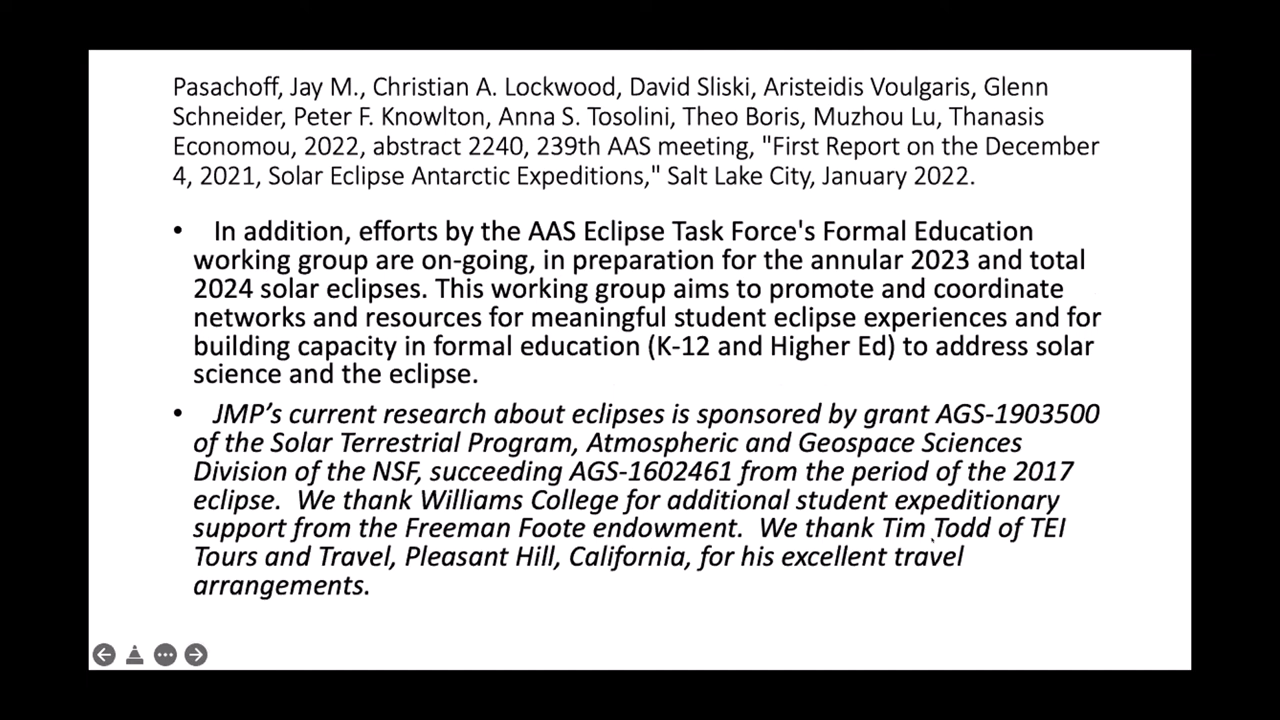 Pasachoff, Jay M., Christian A. Lockwood, David Sliski, Aristeidis Voulgaris, Glenn
Schneider, Peter F. Knowlton, Anna S. Tosolini, Theo Boris, Muzhou Lu, Thanasis
Economou, 2022, abstract 2240, 239th AAS meeting, "First Report on the December
4, 2021, Solar Eclipse Antarctic Expeditions," Salt Lake City, January 2022.
• In addition, efforts by the AAS Eclipse Task Force's Formal Education
working group are on-going, in preparation for the annular 2023 and total
2024 solar eclipses. This working group aims to promote and coordinate
networks and resources for meaningful student eclipse experiences and for
building capacity in formal education (K-12 and Higher Ed) to address solar
science and the eclipse.
• JMP’s current research about eclipses is sponsored by grant AGS-1903500
of the Solar Terrestrial Program, Atmospheric and Geospace Sciences
Division of the NSF, succeeding AGS-1602461 from the period of the 2017
eclipse.  We thank Williams College for additional student expeditionary
support from the Freeman Foote endowment.  We thank Tim Todd of TEI
Tours and Travel, Pleasant Hill, California, for his excellent travel
arrangements.